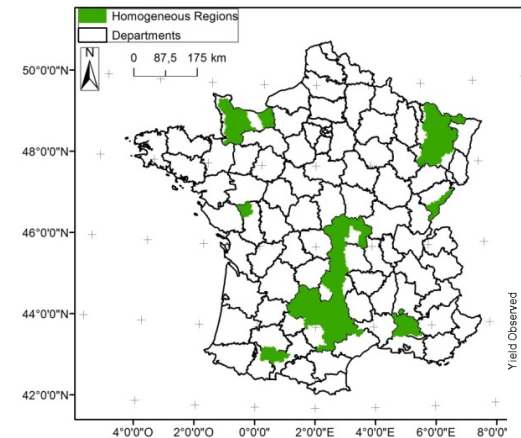 Homogeneous Regions
Departments
N
0 87,5 175 km
50°0'0"N
48°0'0"N
46°0'0"N
44°0'0"N
42°0'0"N
4°0'0"O 2°0'0"O 0°0'0" 2°0'0"E 4°0'0"E 6°0'0"E 8°0'
Yield Observed